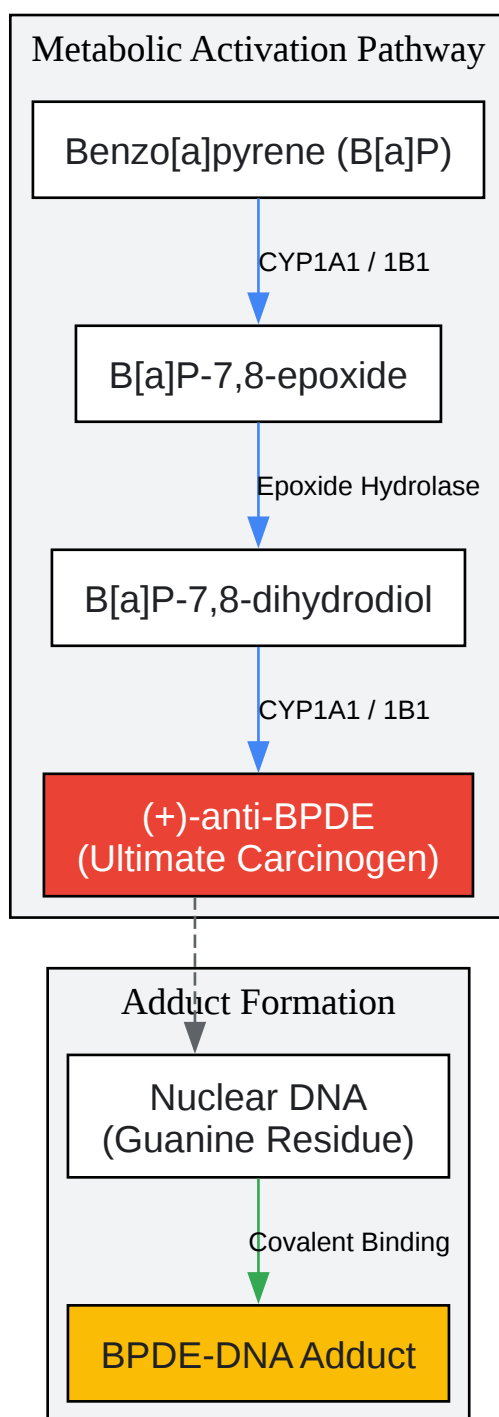 Metabolic Activation Pathway
Benzo[a]pyrene (B[a]P)
CYP1A1 / 1B1
B[a]P-7,8-epoxide
Epoxide Hydrolase
B[a]P-7,8-dihydrodiol
CYP1A1 / 1B1
(+)-anti-BPDE
(Ultimate Carcinogen)
Adduct Formation
Nuclear DNA
(Guanine Residue)
Covalent Binding
BPDE-DNA Adduct